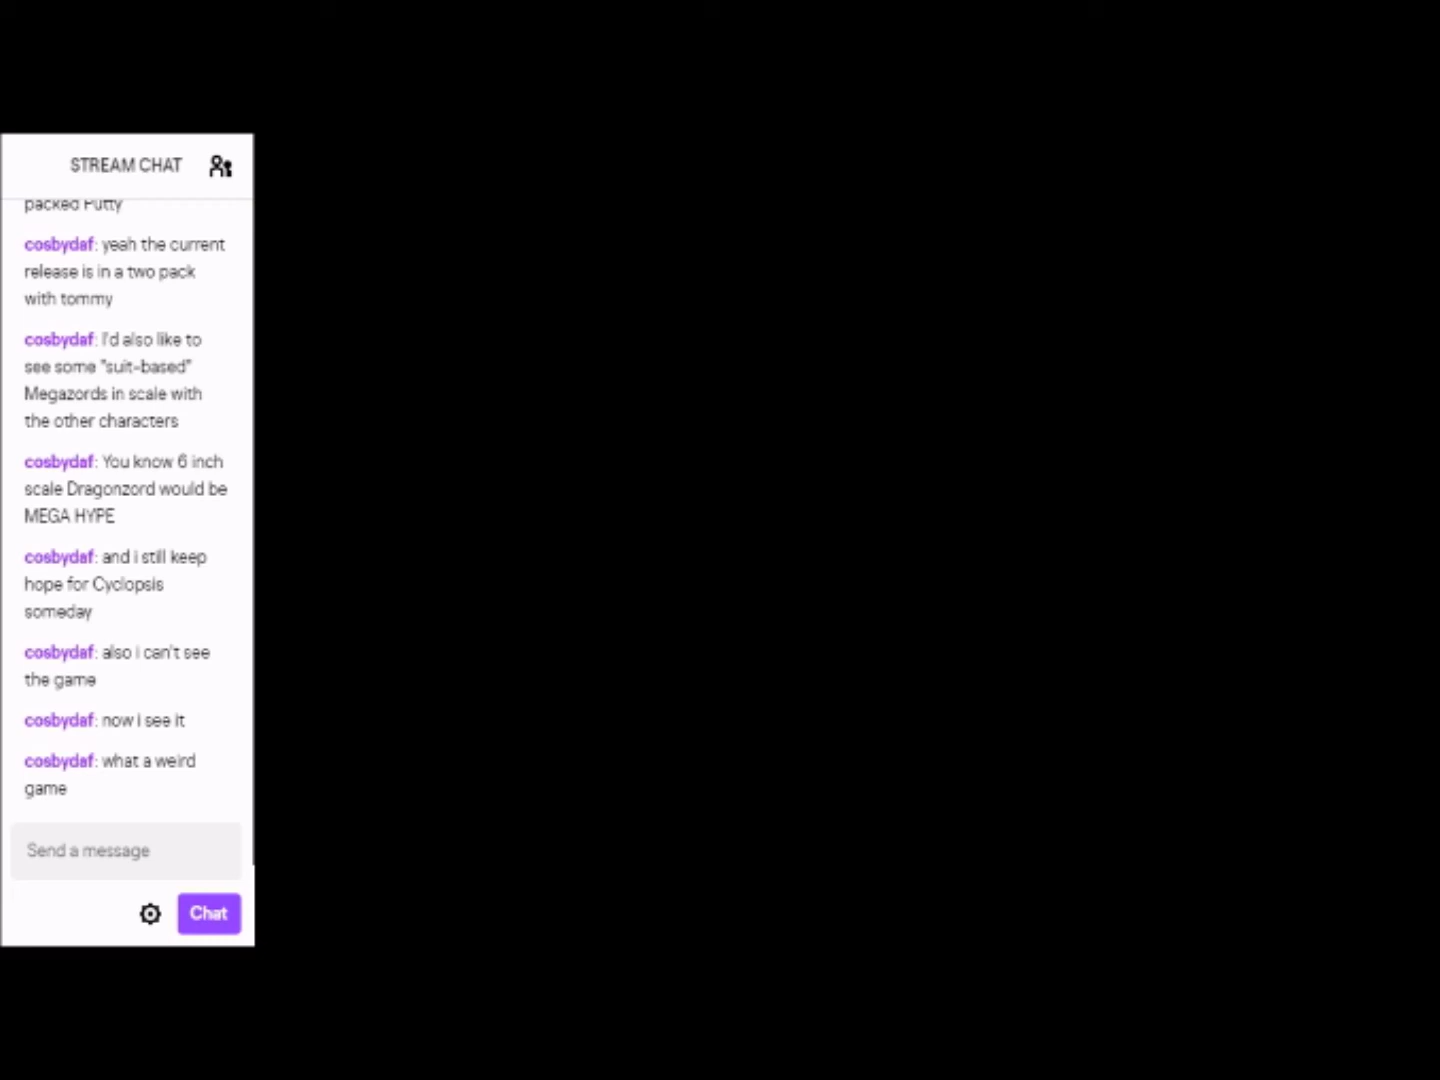 STREAM CHAT
packed Putty
cosbydaf: yeah the current
release is in a two pack
with tommy
cosbydaf: I'd also like to
see some "suit-based"
Megazords in scale with
the other characters
cosbydaf: You know 6 inch
scale Dragonzord would be
MEGA HYPE
cosbydaf: and i still keep
hope for Cyclopsis
someday
cosbydaf: also i can't see
the game
cosbydaf: now i see it
cosbydaf: what a weird
game
Send a message
Chat